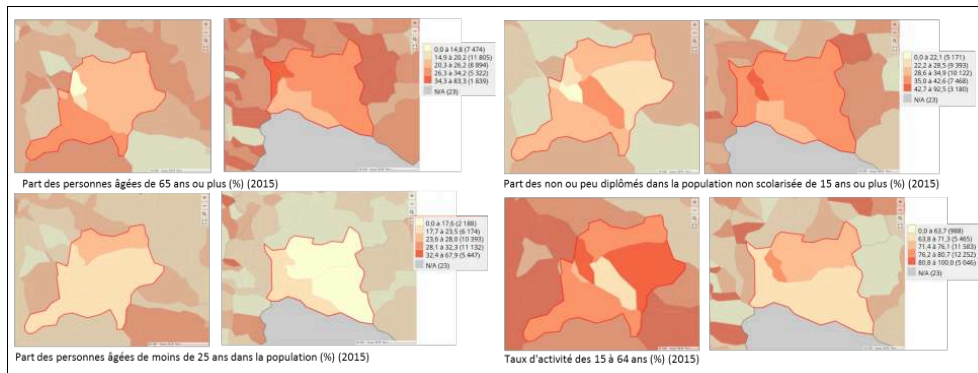 0,0 à 14,8 (7 474)
14,9 à 20,2 (11 805)
20,3 à 26,2 (8 894)
26,3 à 34,2 (5 322)
34,3 à 83,3 (1 839)
N/A (23)
Part des personnes âgées de 65 ans ou plus (%) (2015)
0,0 à 22,1 (5 171)
22,2 à 28,5 (9 393)
28,6 à 34,9 (10 122)
35,0 à 42,6 (7 468)
42,7 à 92,5 (3 180)
N/A (23)
Part des non ou peu diplômés dans la population non scolarisée de 15 ans ou plus (%) (2015)
0,0 à 17,6 (2 188)
17,7 à 23,5 (6 174)
23,6 à 28,0 (10 393)
28,1 à 32,3 (11 132)
32,4 à 67,9 (5 447)
N/A (23)
Part des personnes âgées de moins de 25 ans dans la population (%) (2015)
0,0 à 63,7 (988)
63,8 à 71,3 (5 465)
71,4 à 76,1 (11 583)
76,2 à 80,7 (12 252)
80,8 à 100,0 (5 046)
N/A (23)
Taux d'activité des 15 à 64 ans (%) (2015)